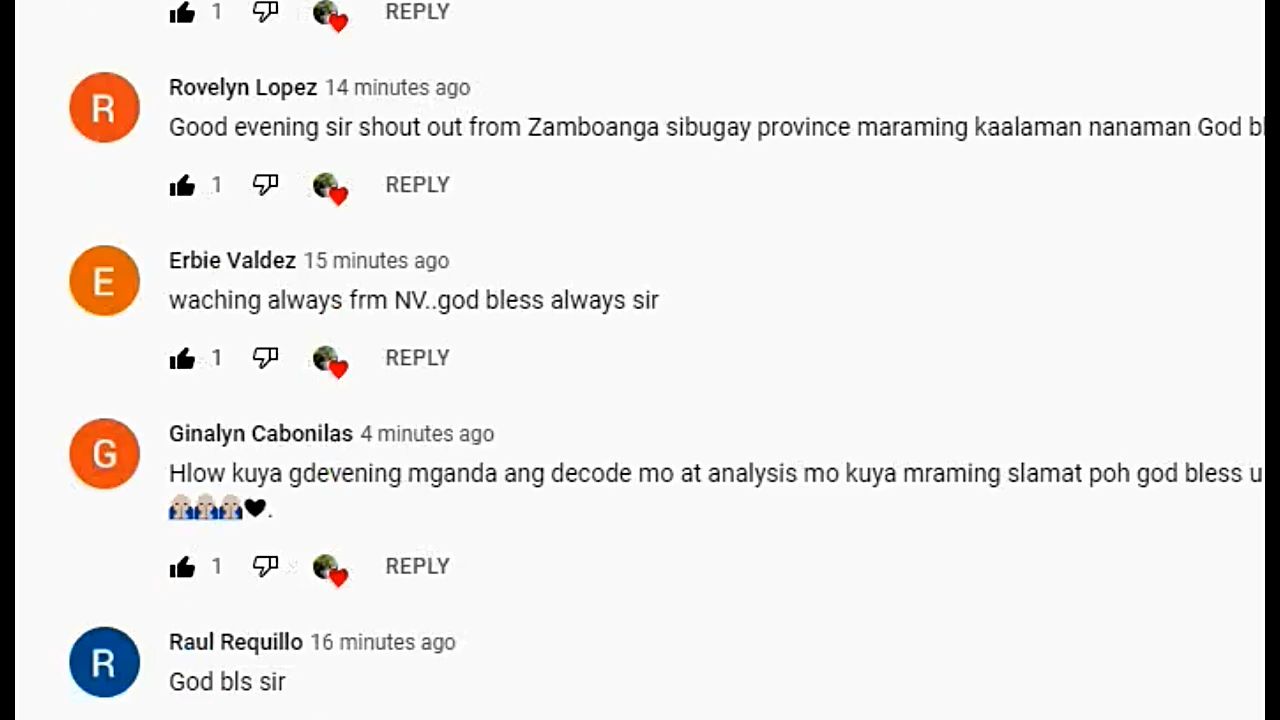 1 REPLY
R
Rovelyn Lopez 14 minutes ago
Good evening sir shout out from Zamboanga sibugay province maraming kaalaman nanaman God
1 REPLY
E
Erbie Valdez 15 minutes ago
waching always frm NV..god bless always sir
1 REPLY
G
Ginalyn Cabonilas 4 minutes ago
Hlow kuya gdevening mganda ang decode mo at analysis mo kuya mraming slamat poh god bless u
🖤.
1 REPLY
R
Raul Requillo 16 minutes ago
God bls sir